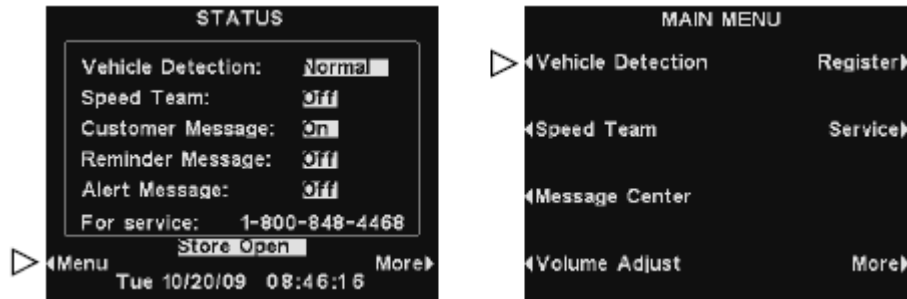 STATUS
Vehicle Detection: Normal
Speed Team: Off
Customer Message: On
Reminder Message: Off
Alert Message: Off
For service: 1-800-848-4468
Store Open
Menu More
Tue 10/20/09 08:46:16
MAIN MENU
Vehicle Detection Register
Speed Team Service
Message Center
Volume Adjust More